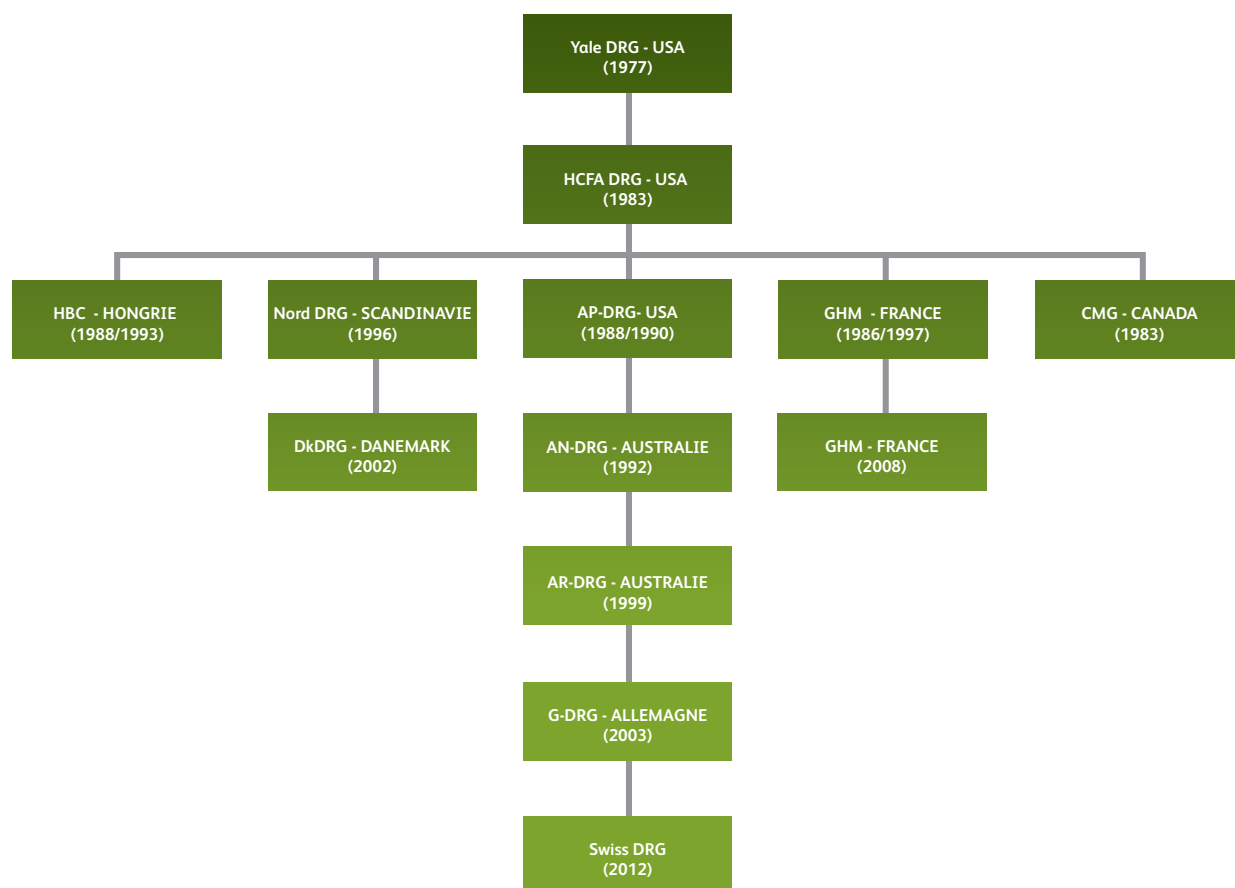 Yale DRG - USA
(1977)
HCFA DRG - USA
(1983)
HBC - HONGRIE
(1988/1993)
Nord DRG - SCANDINAVIE
(1996)
AP-DRG- USA
(1988/1990)
GHM - FRANCE
(1986/1997)
CMG - CANADA
(1983)
DkDRG - DANEMARK
(2002)
AN-DRG - AUSTRALIE
(1992)
GHM - FRANCE
(2008)
AR-DRG - AUSTRALIE
(1999)
G-DRG - ALLEMAGNE
(2003)
Swiss DRG
(2012)